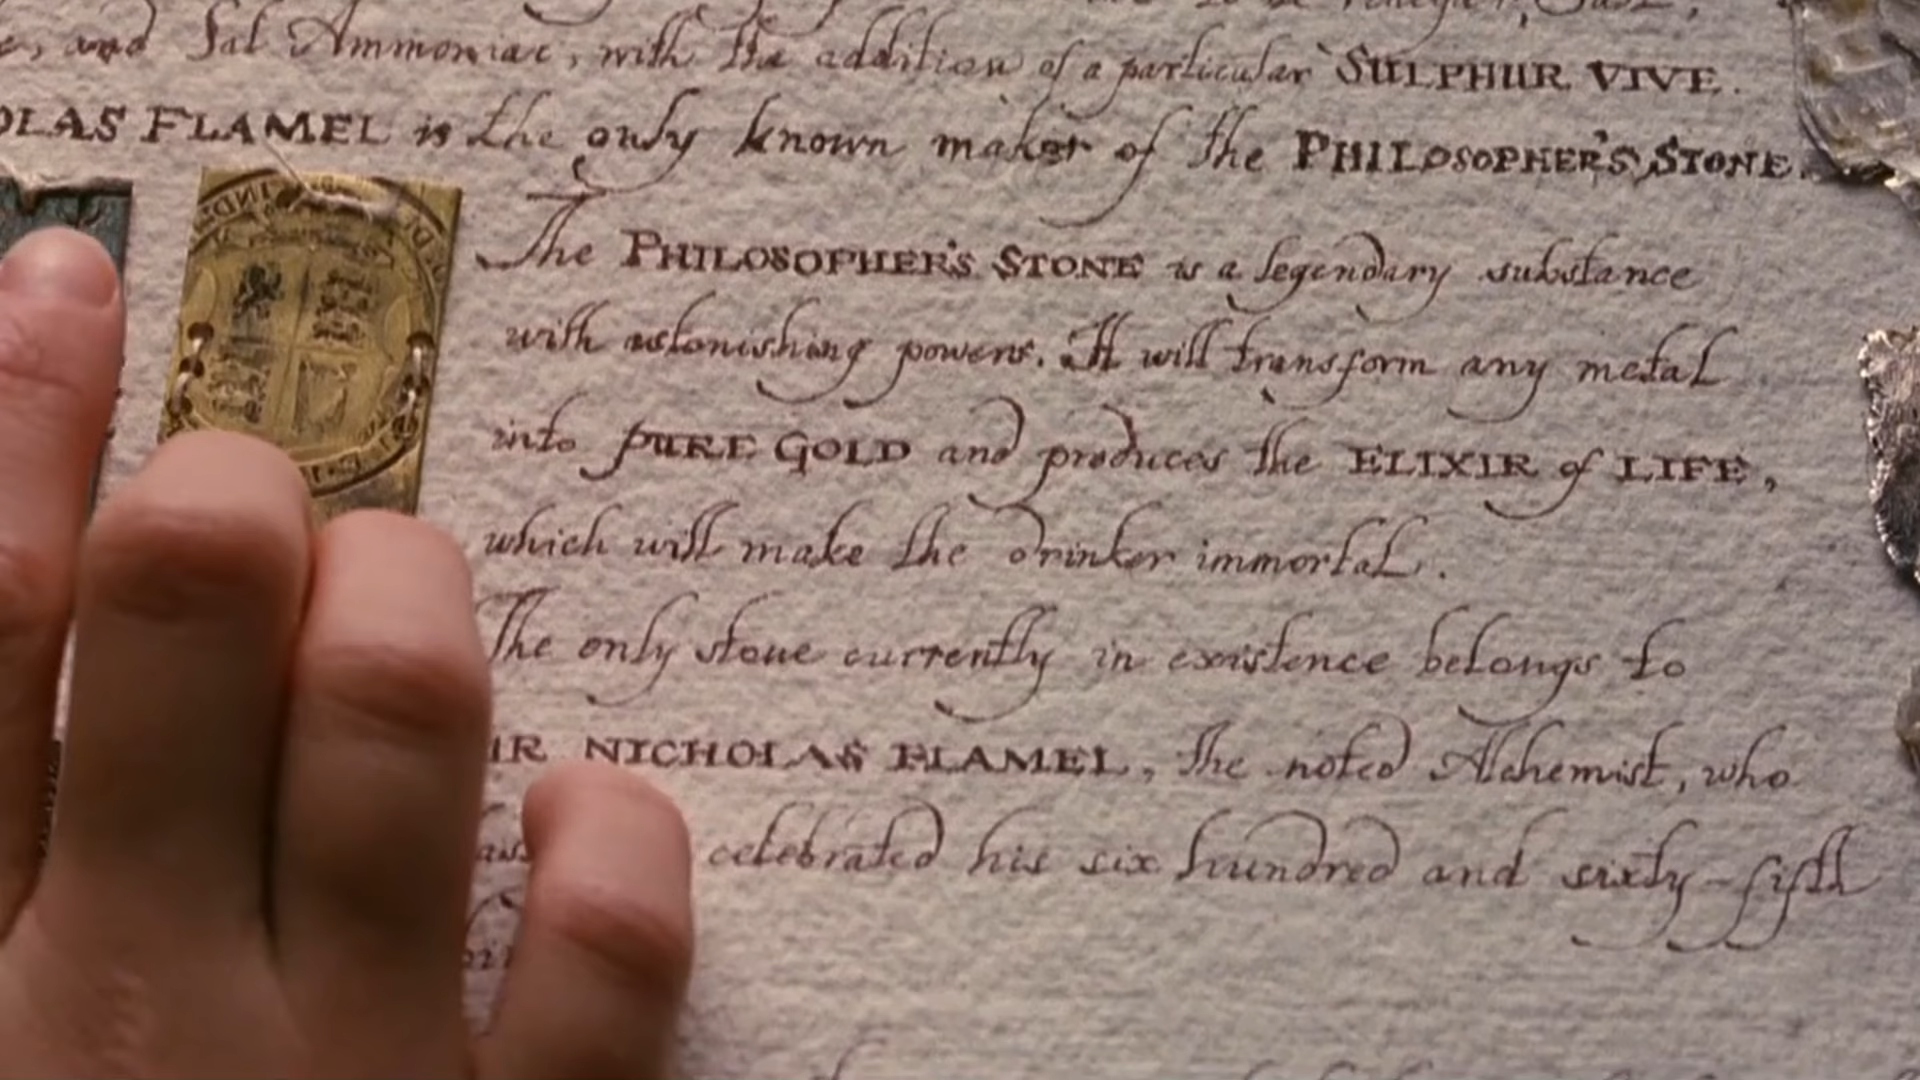 and Sal Ammoniac, with the addition of a particular SULPHUR VIVE.
OLAS FLAMEL is the only known maker of the PHILOSOPHER'S STONE.
The PHILOSOPHER'S STONE is a legendary substance
with astonishing powers. It will transform any metal
into PURE GOLD and produces the ELIXIR of LIFE,
which will make the drinker immortal.
The only stone currently in existence belongs to
IR NICHOLAS FLAMEL, the noted Alchemist, who
celebrated his six hundred and sixty-fifth